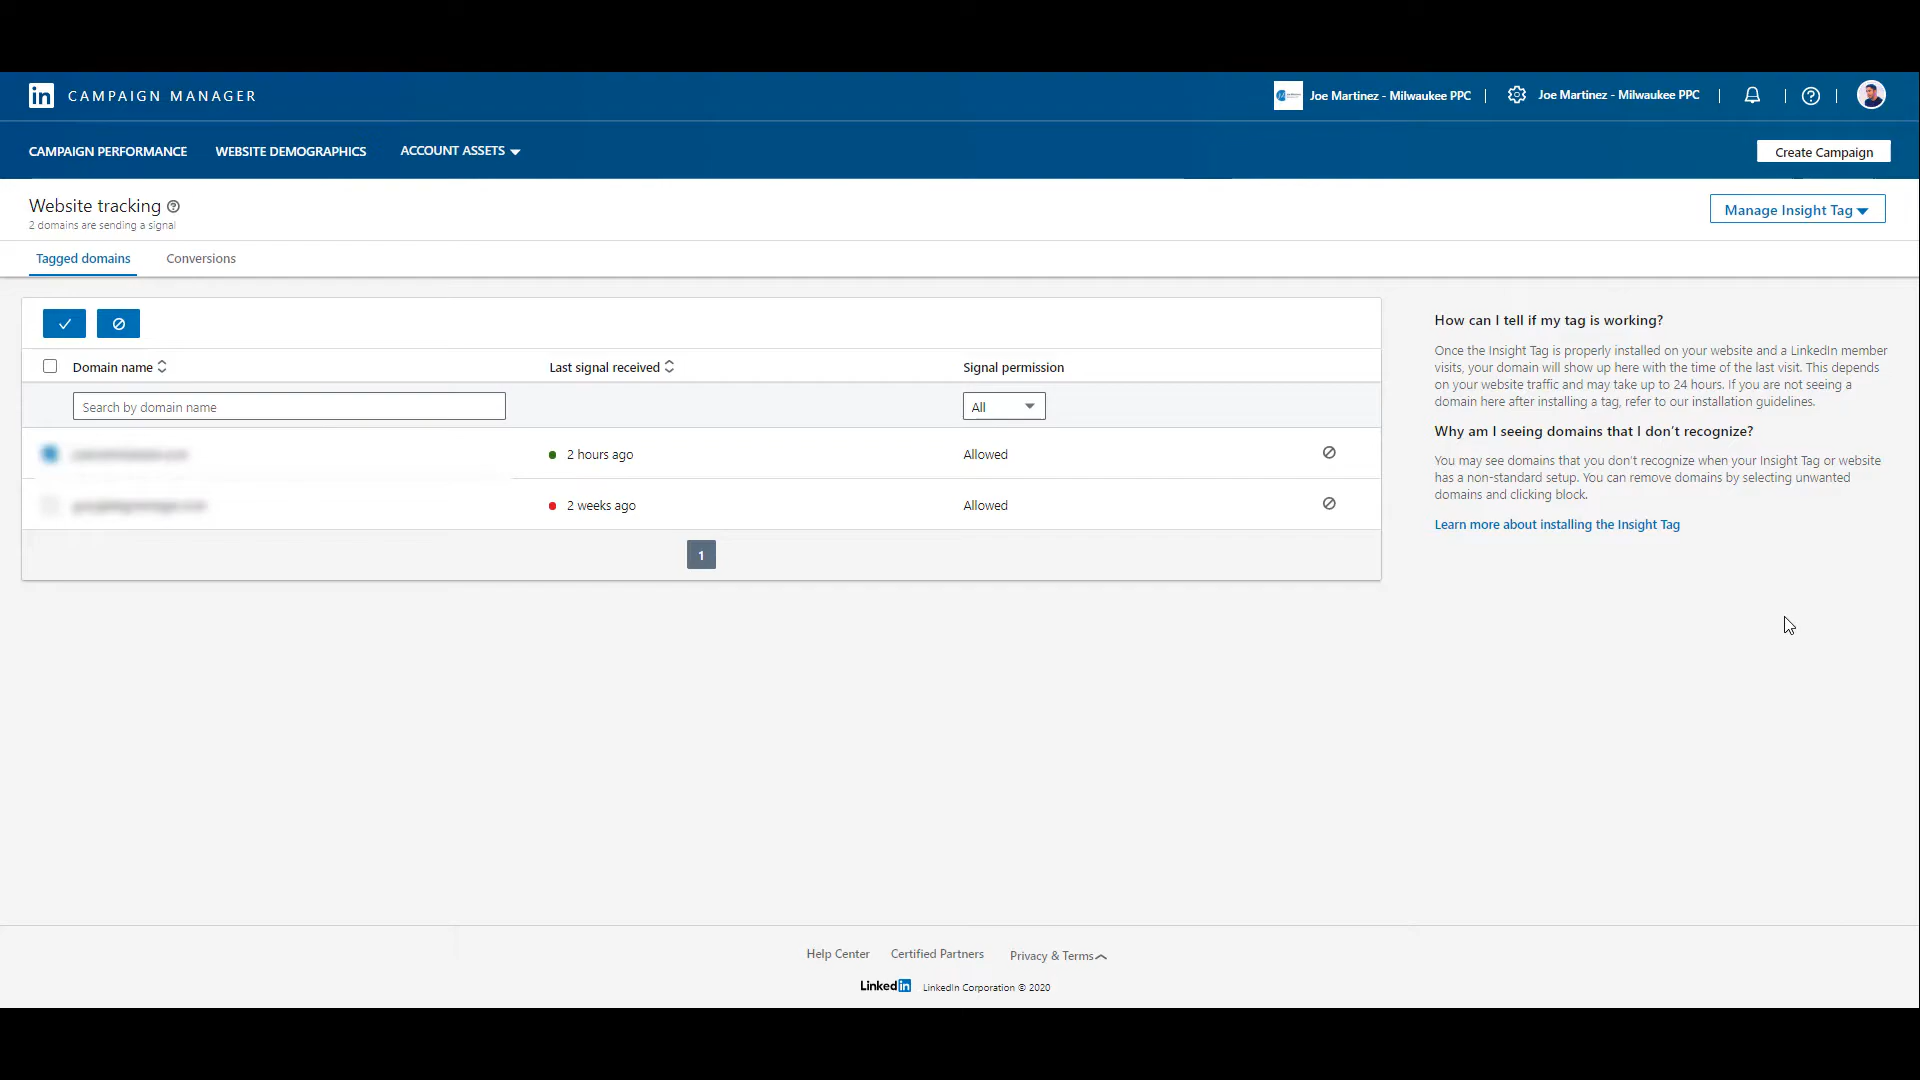 in CAMPAIGN MANAGER
Joe Martinez - Milwaukee PPC
Joe Martinez - Milwaukee PPC
CAMPAIGN PERFORMANCE
WEBSITE DEMOGRAPHICS
ACCOUNT ASSETS
Create Campaign
Website tracking
2 domains are sending a signal
Manage Insight Tag
Tagged domains
Conversions
Domain name
Last signal received
Signal permission
Search by domain name
All
2 hours ago
Allowed
2 weeks ago
Allowed
1
How can I tell if my tag is working?
Once the Insight Tag is properly installed on your website and a LinkedIn member
visits, your domain will show up here with the time of the last visit. This depends
on your website traffic and may take up to 24 hours. If you are not seeing a
domain here after installing a tag, refer to our installation guidelines.
Why am I seeing domains that I don't recognize?
You may see domains that you don't recognize when your Insight Tag or website
has a non-standard setup. You can remove domains by selecting unwanted
domains and clicking block.
Learn more about installing the Insight Tag
Help Center
Certified Partners
Privacy & Terms
LinkedIn LinkedIn Corporation © 2020